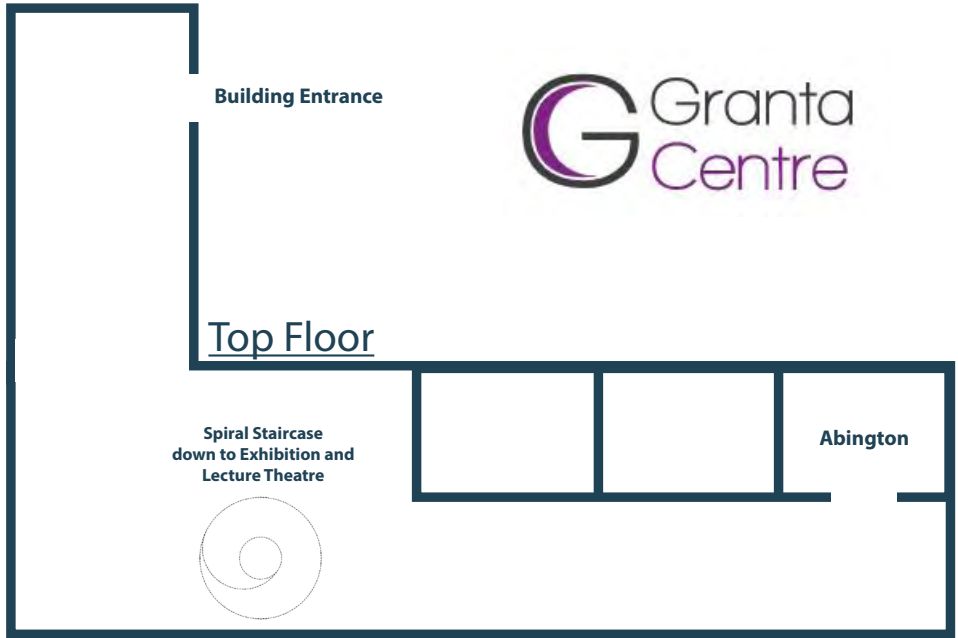 Building Entrance
Granta
Centre
Top Floor
Spiral Staircase
down to Exhibition and
Lecture Theatre
Abington